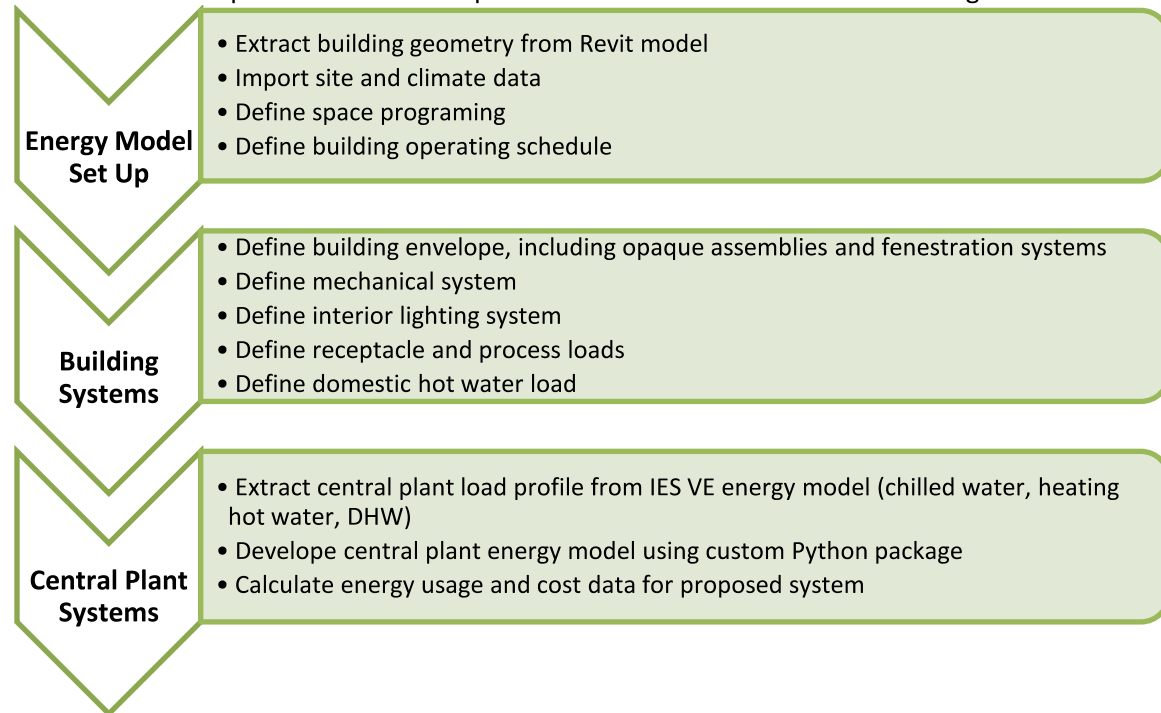 Energy Model
Set Up
• Extract building geometry from Revit model
• Import site and climate data
• Define space programing
• Define building operating schedule
Building
Systems
• Define building envelope, including opaque assemblies and fenestration systems
• Define mechanical system
• Define interior lighting system
• Define receptacle and process loads
• Define domestic hot water load
Central Plant
Systems
• Extract central plant load profile from IES VE energy model (chilled water, heating
hot water, DHW)
• Develope central plant energy model using custom Python package
• Calculate energy usage and cost data for proposed system